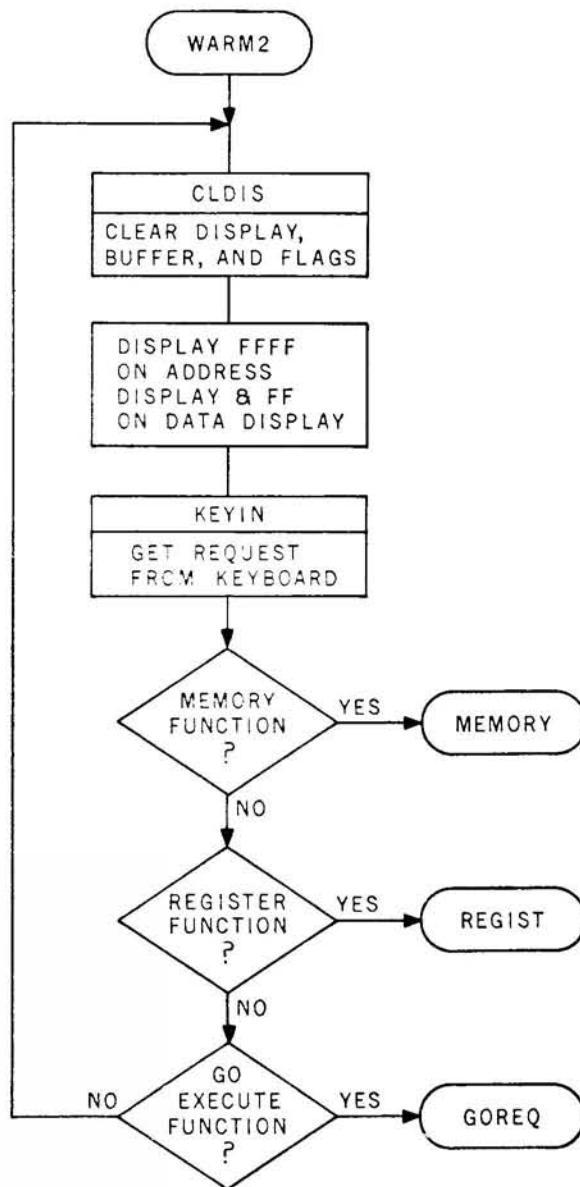 WARM2
CLDIS
CLEAR DISPLAY,
BUFFER, AND FLAGS
DISPLAY FFFF
ON ADDRESS
DISPLAY & FF
ON DATA DISPLAY
KEYIN
GET REQUEST
FROM KEYBOARD
MEMORY
FUNCTION
?
YES
MEMORY
NO
REGISTER
FUNCTION
?
YES
REGIST
NO
GO
EXECUTE
FUNCTION
?
NO
YES
GOREQ